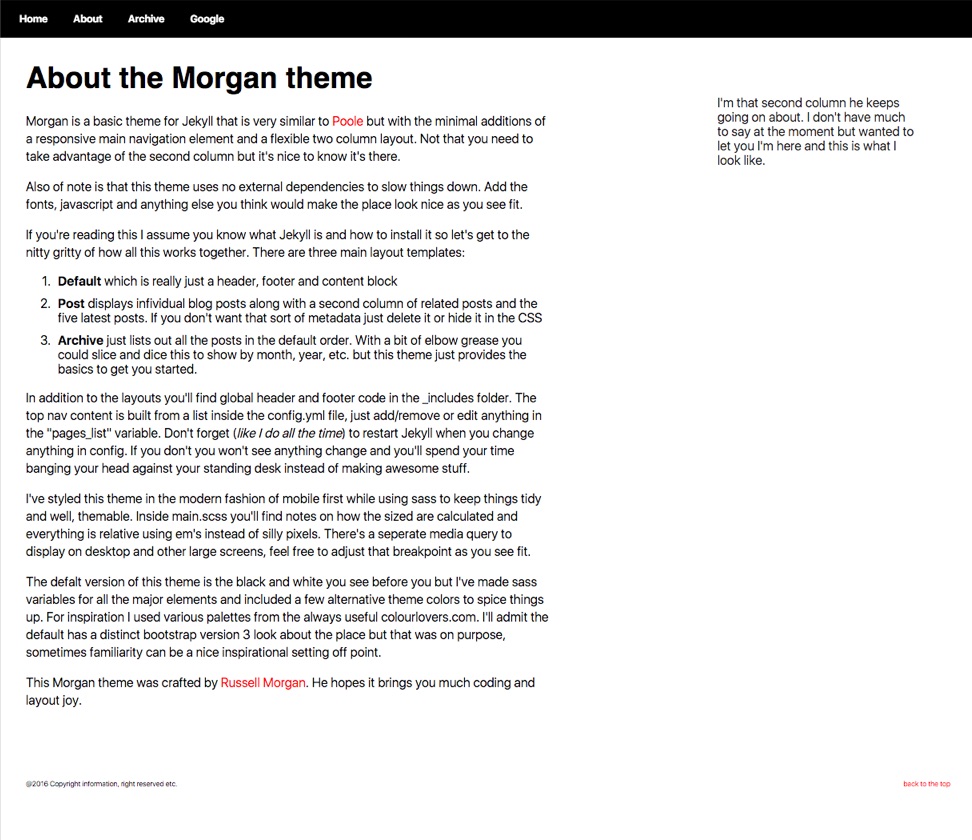 Home About Archive Google
About the Morgan theme
Morgan is a basic theme for Jekyll that is very similar to Poole but with the minimal additions of
a responsive main navigation element and a flexible two column layout. Not that you need to
take advantage of the second column but it's nice to know it's there.
Also of note is that this theme uses no external dependencies to slow things down. Add the
fonts, javascript and anything else you think would make the place look nice as you see fit.
If you're reading this I assume you know what Jekyll is and how to install it so let's get to the
nitty gritty of how all this works together. There are three main layout templates:
1. Default which is really just a header, footer and content block
2. Post displays infividual blog posts along with a second column of related posts and the
five latest posts. If you don't want that sort of metadata just delete it or hide it in the CSS
3. Archive just lists out all the posts in the default order. With a bit of elbow grease you
could slice and dice this to show by month, year, etc. but this theme just provides the
basics to get you started.
In addition to the layouts you'll find global header and footer code in the _includes folder. The
top nav content is built from a list inside the config.yml file, just add/remove or edit anything in
the "pages_list" variable. Don't forget (like I do all the time) to restart Jekyll when you change
anything in config. If you don't you won't see anything change and you'll spend your time
banging your head against your standing desk instead of making awesome stuff.
I've styled this theme in the modern fashion of mobile first while using sass to keep things tidy
and well, themable. Inside main.scss you'll find notes on how the sized are calculated and
everything is relative using em's instead of silly pixels. There's a seperate media query to
display on desktop and other large screens, feel free to adjust that breakpoint as you see fit.
The defalt version of this theme is the black and white you see before you but I've made sass
variables for all the major elements and included a few alternative theme colors to spice things
up. For inspiration I used various palettes from the always useful colourlovers.com. I'll admit the
default has a distinct bootstrap version 3 look about the place but that was on purpose,
sometimes familiarity can be a nice inspirational setting off point.
This Morgan theme was crafted by Russell Morgan. He hopes it brings you much coding and
layout joy.
I'm that second column he keeps
going on about. I don't have much
to say at the moment but wanted to
let you I'm here and this is what I
look like.
@2016 Copyright information, right reserved etc.
back to the top